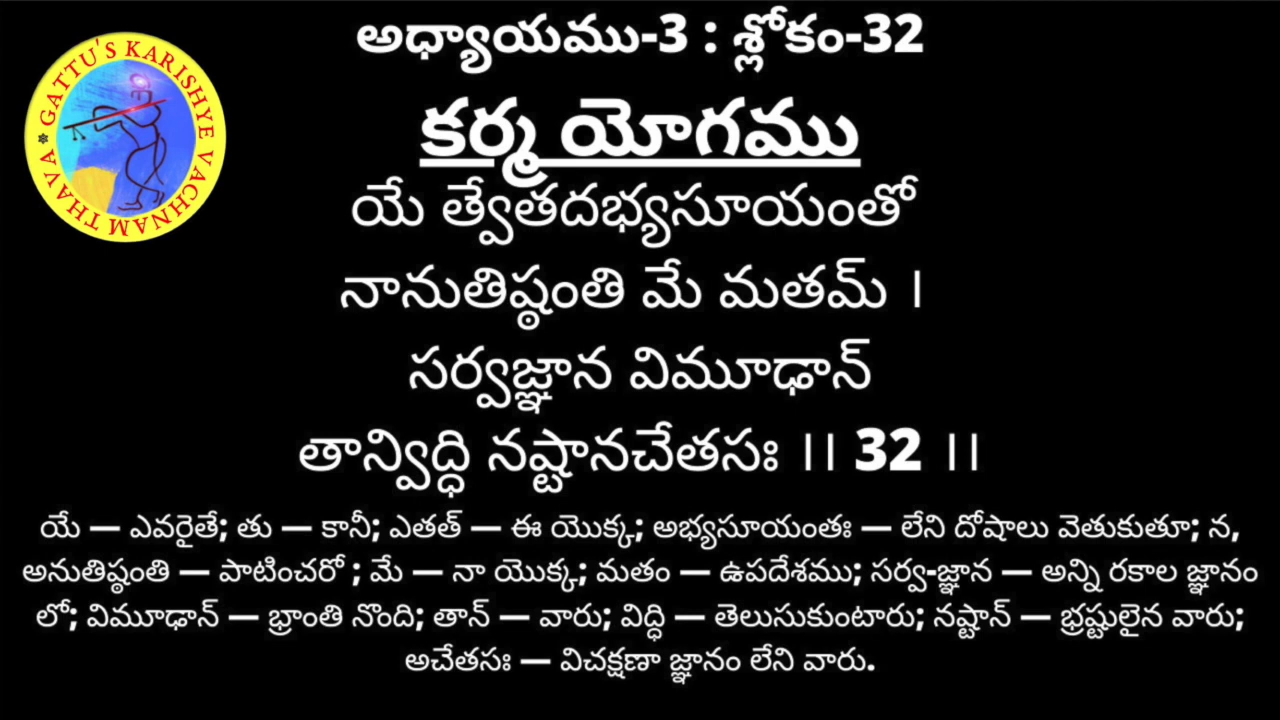 అధ్యాయము-3 : శ్లోకం-32
GATTU'S KARISHYE VACHNAM THAVA
కర్మ యోగము
యే త్వేతదభ్యసూయంతో
నానుతిష్ఠంతి మే మతమ్ ।
సర్వజ్ఞాన విమూఢాన్
తాన్విద్ధి నష్టానచేతసః ।। 32 ।।
యే — ఎవరైతే; తు — కానీ; ఎతత్ — ఈ యొక్క; అభ్యసూయంతః — లేని దోషాలు వెతుకుతూ; న,
అనుతిష్ఠంతి — పాటించరో ; మే — నా యొక్క; మతం — ఉపదేశము; సర్వ-జ్ఞాన — అన్ని రకాల జ్ఞానం
లో; విమూఢాన్ — భ్రాంతి నొంది; తాన్ — వారు; విద్ధి — తెలుసుకుంటారు; నష్టాన్ — భ్రష్టులైన వారు;
అచేతసః — విచక్షణా జ్ఞానం లేని వారు.